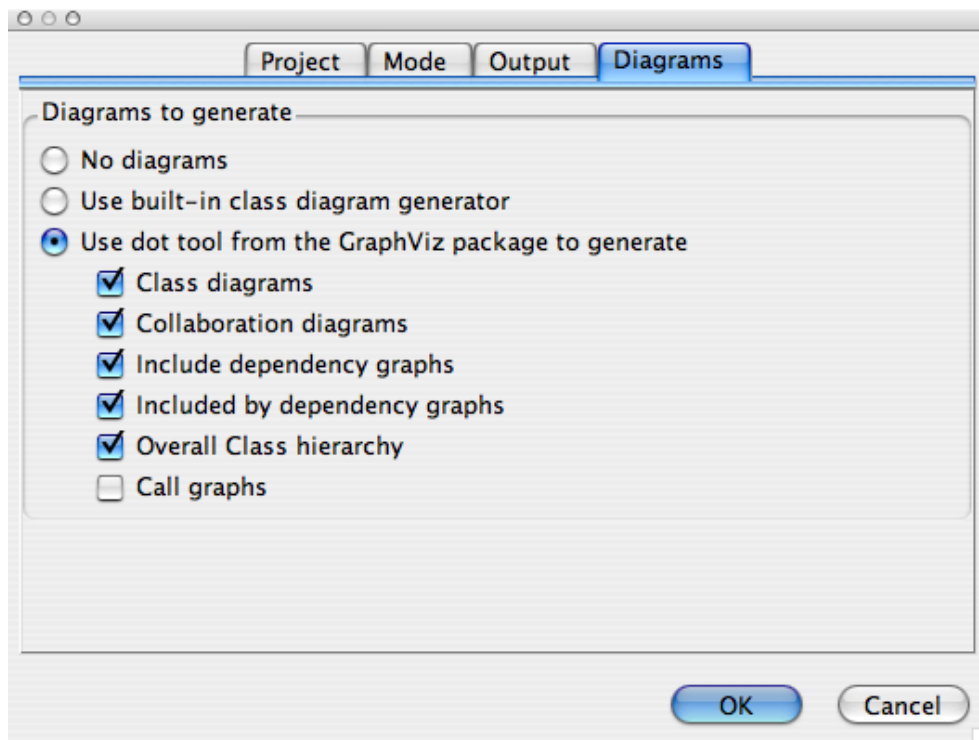 Project Mode Output Diagrams
Diagrams to generate
No diagrams
Use built-in class diagram generator
Use dot tool from the GraphViz package to generate
Class diagrams
Collaboration diagrams
Include dependency graphs
Included by dependency graphs
Overall Class hierarchy
Call graphs
OK Cancel